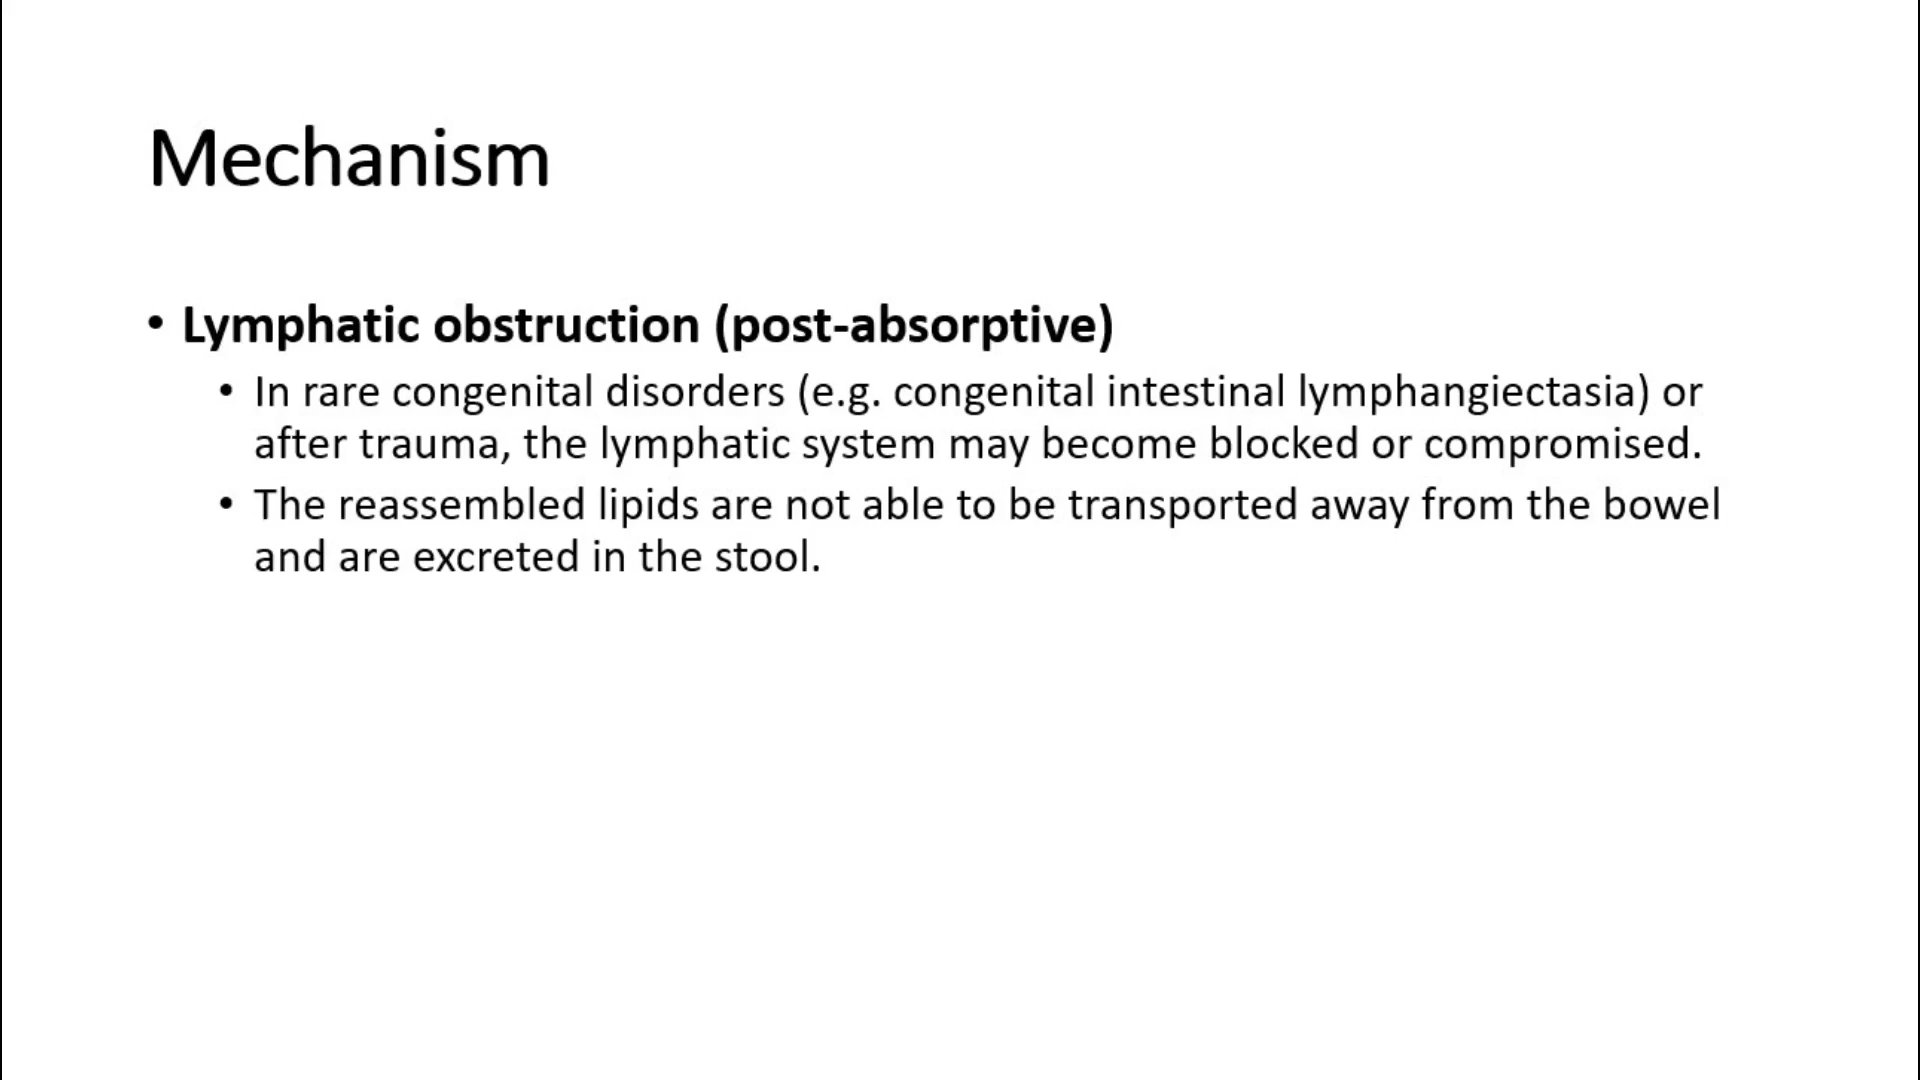 Mechanism
• Lymphatic obstruction (post-absorptive)
• In rare congenital disorders (e.g. congenital intestinal lymphangiectasia) or
after trauma, the lymphatic system may become blocked or compromised.
• The reassembled lipids are not able to be transported away from the bowel
and are excreted in the stool.